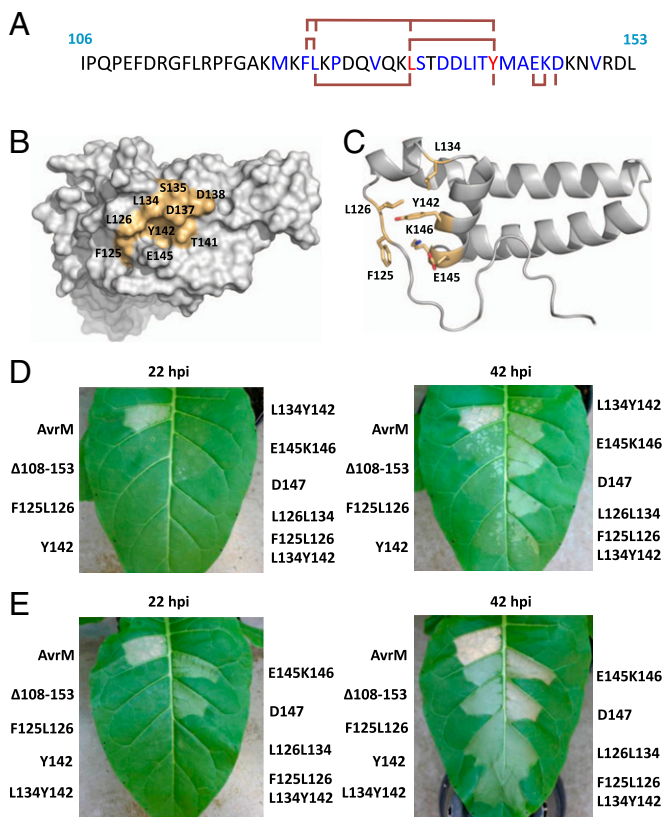 A
106
153
IPQPEFDRGFLRPFGAKMKFLKPDQVQKLSTDDLITYMAEKDKNVRDL
B
S135
L134
D138
D137
L126
Y142
T141
F125
E145
C
L134
L126
Y142
K146
F125
E145
D
22 hpi
AvrM
Δ108-153
F125L126
Y142
L134Y142
E145K146
D147
L126L134
F125L126
L134Y142
42 hpi
AvrM
Δ108-153
F125L126
Y142
L134Y142
E145K146
D147
L126L134
F125L126
L134Y142
E
22 hpi
AvrM
Δ108-153
F125L126
Y142
L134Y142
E145K146
D147
L126L134
F125L126
L134Y142
42 hpi
AvrM
Δ108-153
F125L126
Y142
L134Y142
E145K146
D147
L126L134
F125L126
L134Y142